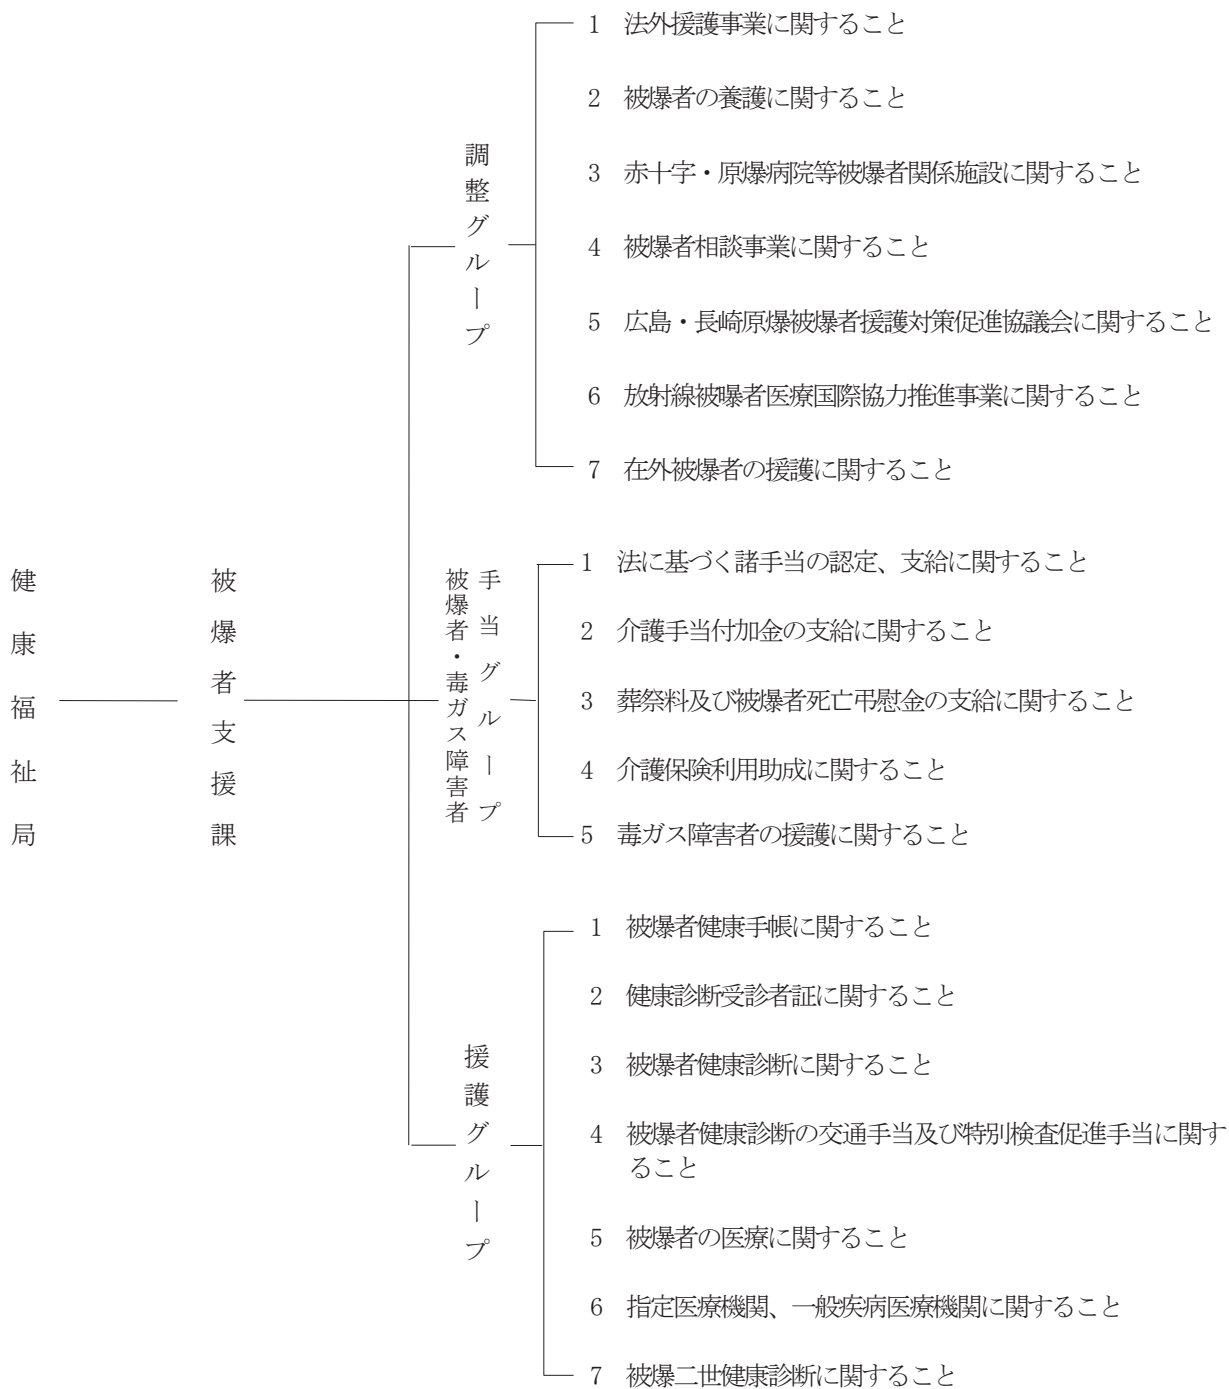 健康福祉局
被爆者支援課
調整グループ
1 法外援護事業に関すること
2 被爆者の養護に関すること
3 赤十字・原爆病院等被爆者関係施設に関すること
4 被爆者相談事業に関すること
5 広島・長崎原爆被爆者援護対策促進協議会に関すること
6 放射線被曝者医療国際協力推進事業に関すること
7 在外被爆者の援護に関すること
被爆者・毒ガス障害者
手当グループ
1 法に基づく諸手当の認定、支給に関すること
2 介護手当付加金の支給に関すること
3 葬祭料及び被爆者死亡弔慰金の支給に関すること
4 介護保険利用助成に関すること
5 毒ガス障害者の援護に関すること
援護グループ
1 被爆者健康手帳に関すること
2 健康診断受診者証に関すること
3 被爆者健康診断に関すること
4 被爆者健康診断の交通手当及び特別検査促進手当に関す
ること
5 被爆者の医療に関すること
6 指定医療機関、一般疾病医療機関に関すること
7 被爆二世健康診断に関すること